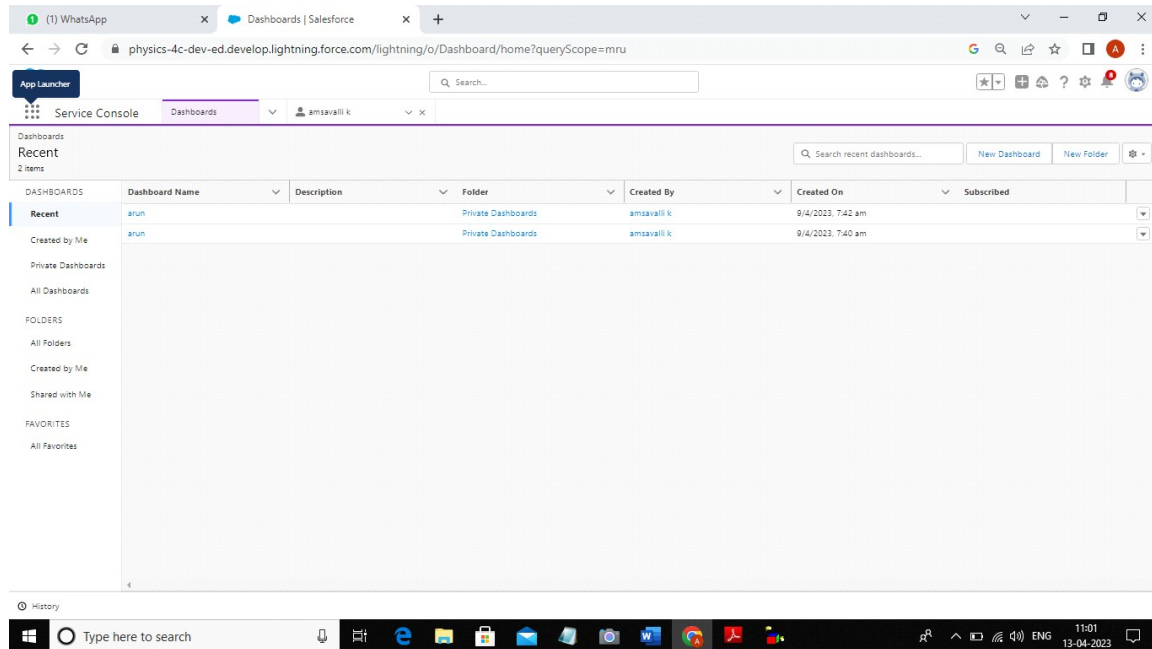 (1) WhatsApp
Dashboards | Salesforce
physics-4c-dev-ed.develop.lightning.force.com/lightning/o/Dashboard/home?queryScope=mru
A
App Launcher
Search...
Service Console
Dashboards
amsavalli k
Dashboards
Recent
2 items
Search recent dashboards...
New Dashboard
New Folder
DASHBOARDS
Dashboard Name
Description
Folder
Created By
Created On
Subscribed
Recent
arun
Private Dashboards
amsavalli k
9/4/2023, 7:42 am
arun
Private Dashboards
amsavalli k
9/4/2023, 7:40 am
Created by Me
Private Dashboards
All Dashboards
FOLDERS
All Folders
Created by Me
Shared with Me
FAVORITES
All Favorites
History
Type here to search
ENG
11:01
13-04-2023